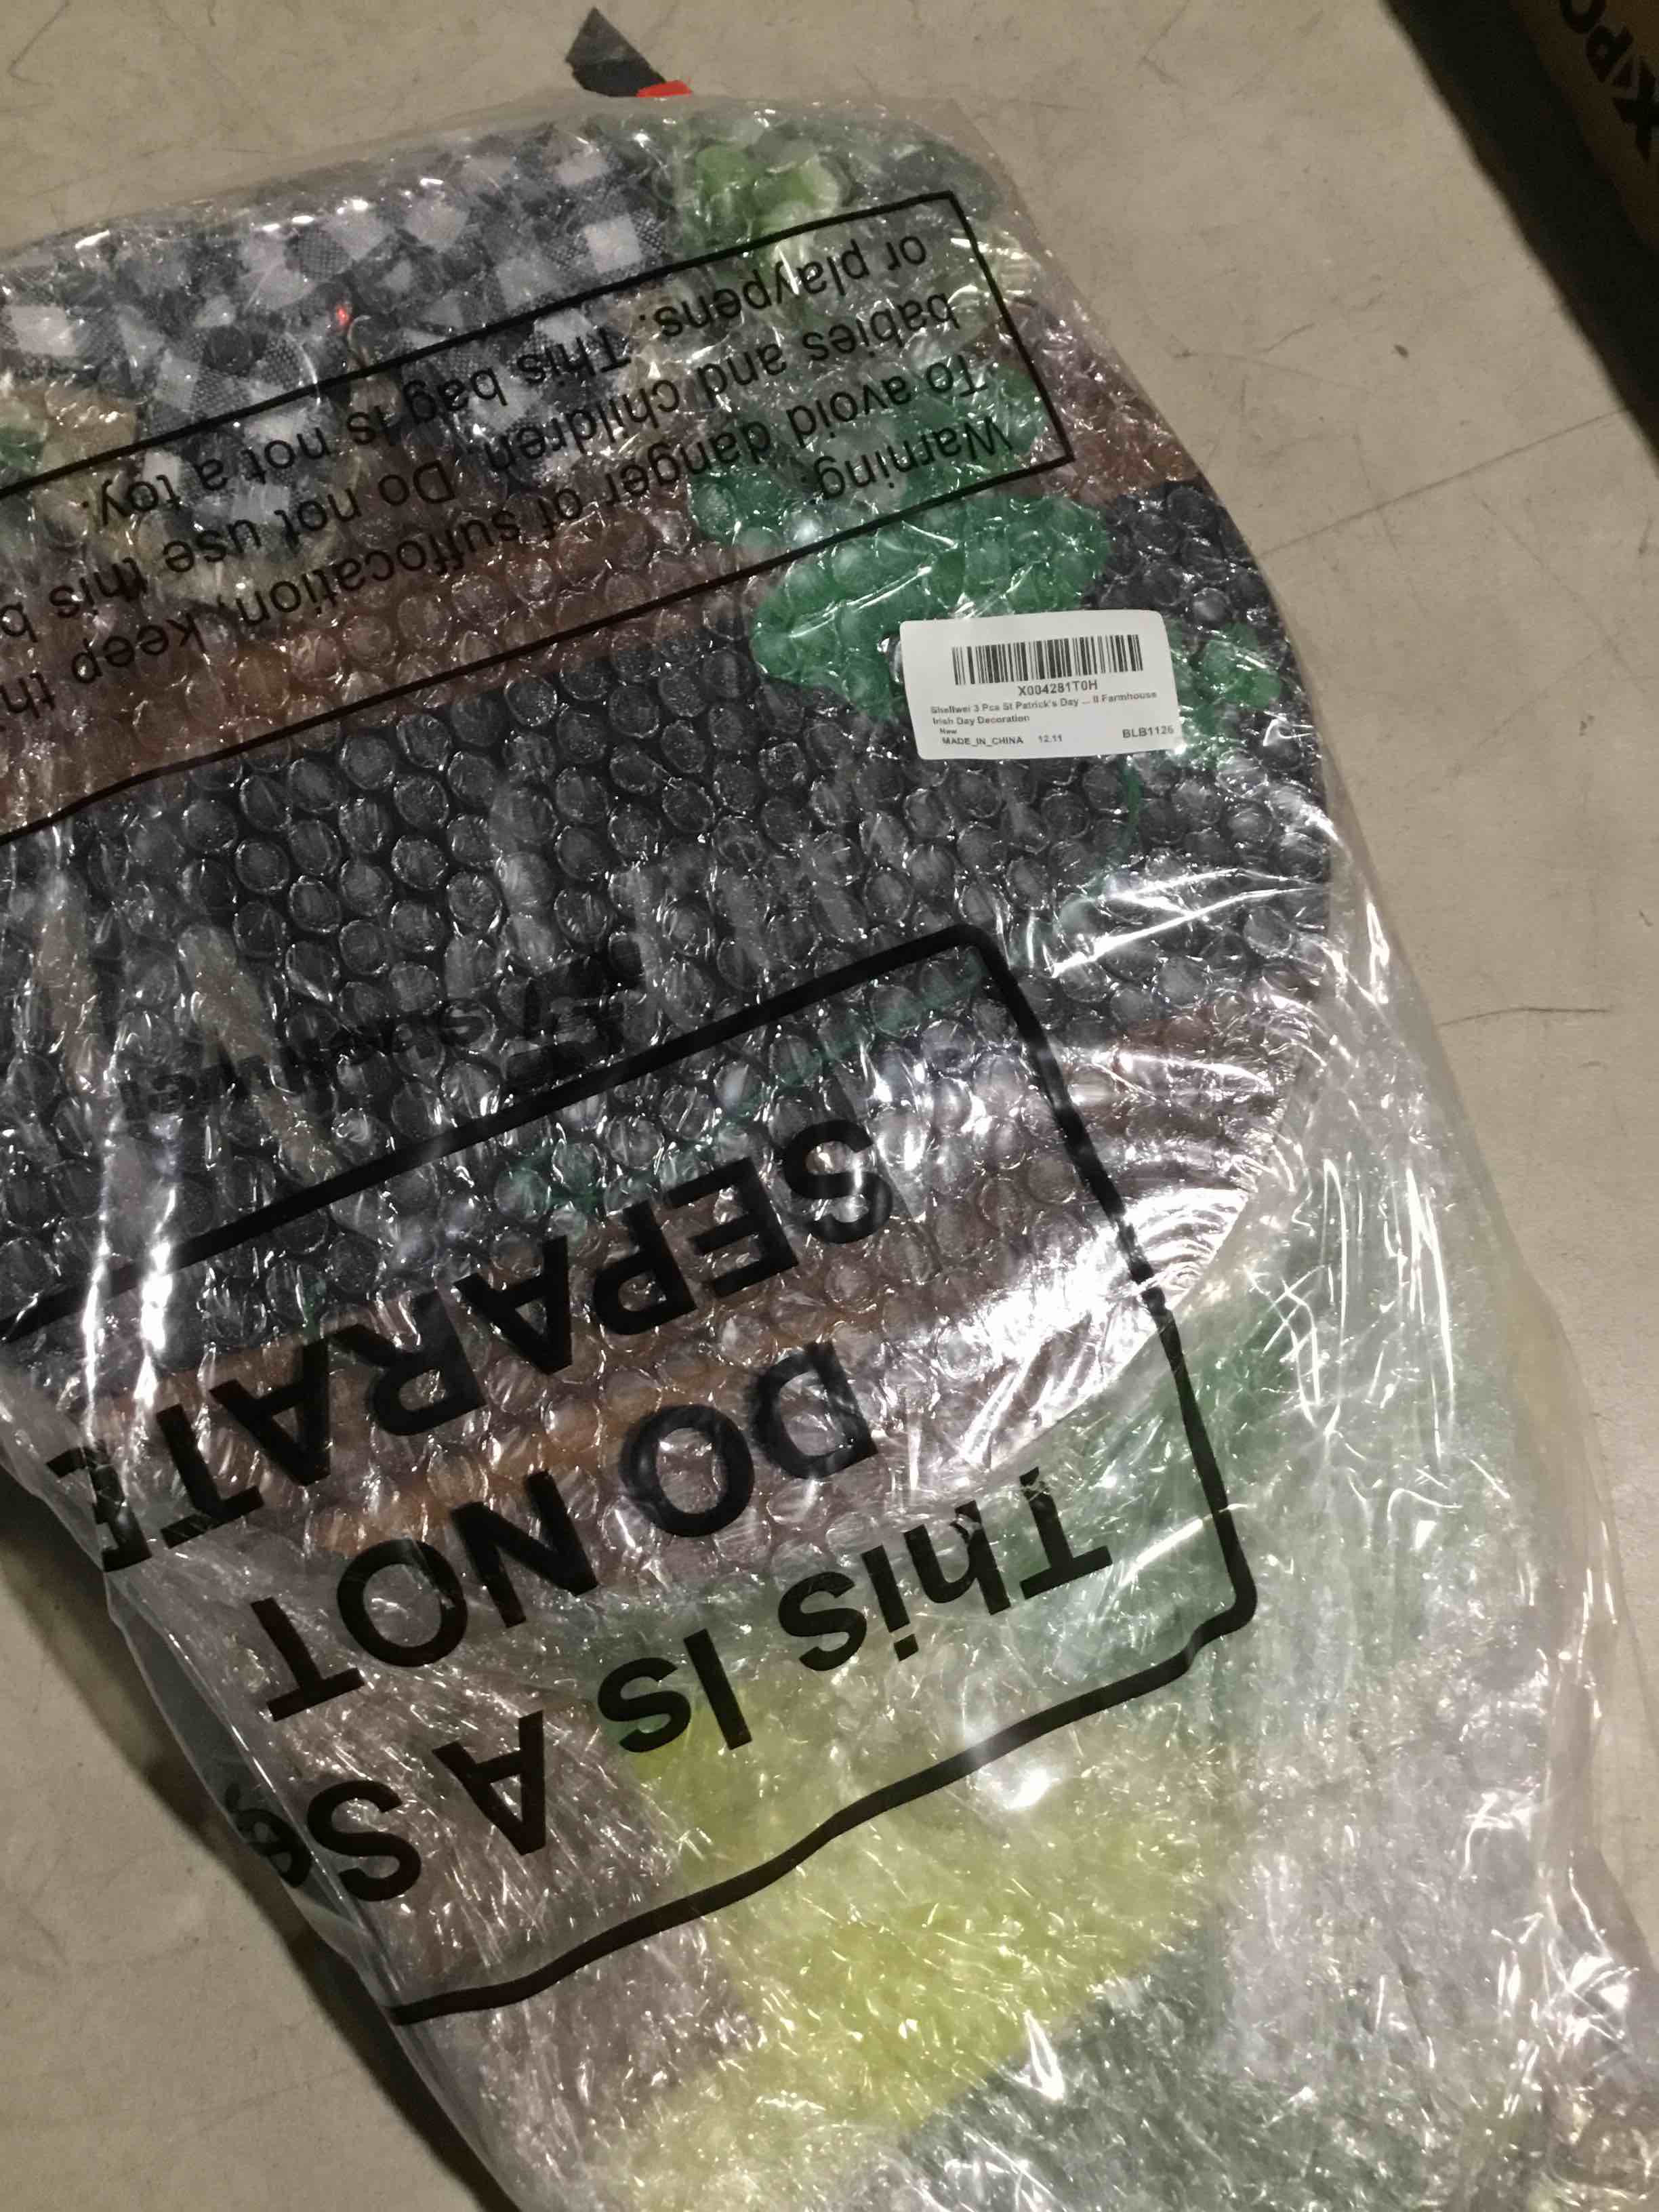 Warning:
To avoid danger of suffocation, keep th
babies and children. Do not use this b
or playpens. This bag is not a toy.
X004281T0H
Shellwei 3 Pcs St Patrick's Day ... ll Farmhouse
Irish Day Decoration
New
MADE_IN_CHINA 12.11 BLB1126
This Is A Se
DO NOT
SEPARATE